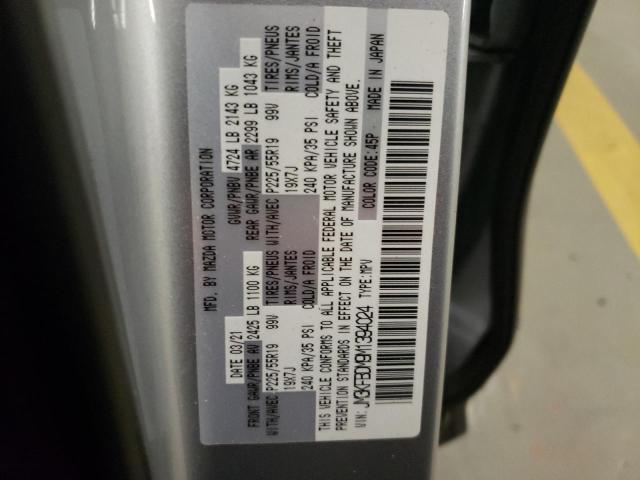 MFD. BY MAZDA MOTOR CORPORATION
DATE 03/21 GVWR/PNBV 4724 LB 2143 KG
FRONT GAWR/PNBE AV 2425 LB 1100 KG REAR GAWR/PNBE AR 2299 LB 1043 KG
WITH/AVEC P225/55R19 99V TIRES/PNEUS WITH/AVEC P225/55R19 99V TIRES/PNEUS
19X7J RIMS/JANTES 19X7J RIMS/JANTES
240 KPA/35 PSI COLD/A FROID 240 KPA/35 PSI COLD/A FROID
THIS VEHICLE CONFORMS TO ALL APPLICABLE FEDERAL MOTOR VEHICLE SAFETY AND THEFT
PREVENTION STANDARDS IN EFFECT ON THE DATE OF MANUFACTURE SHOWN ABOVE.
VIN: JM3KFBDY9M1394024 TYPE:MPV COLOR CODE:45P MADE IN JAPAN